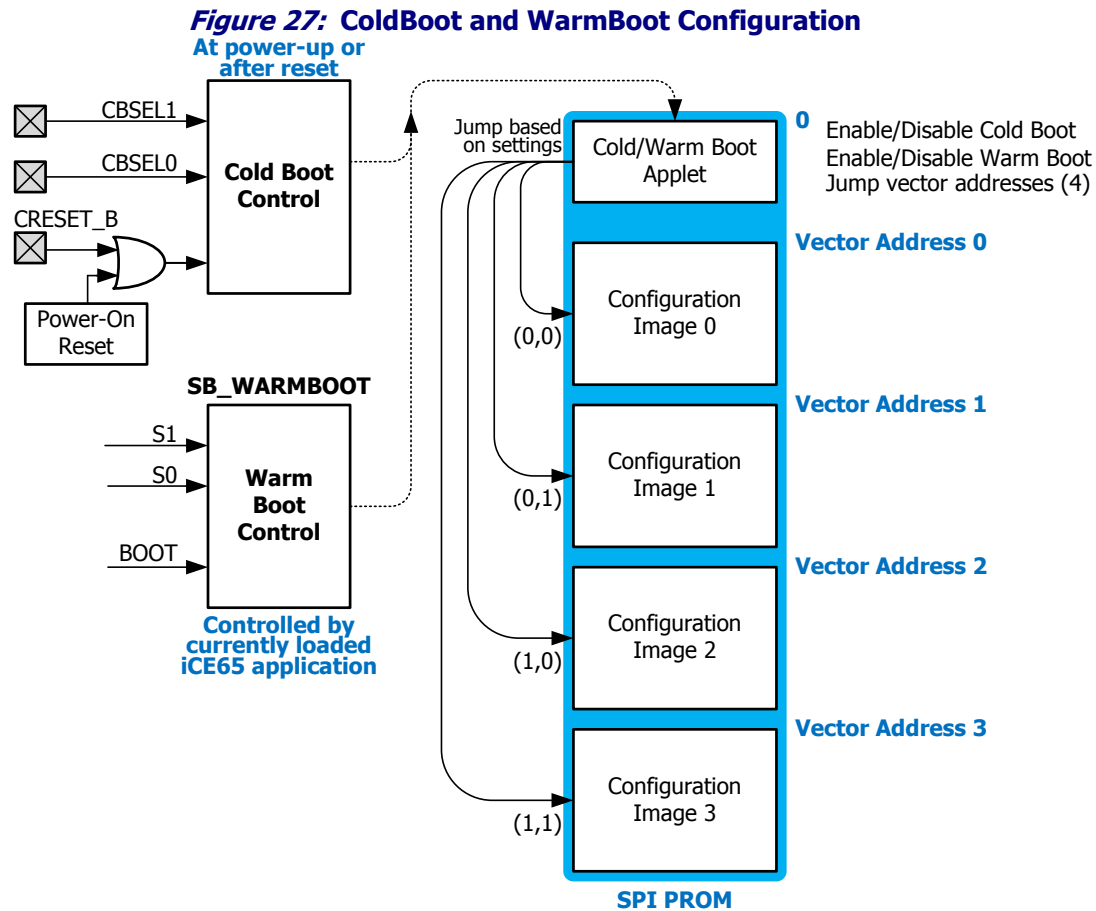 Figure 27: ColdBoot and WarmBoot Configuration
At power-up or
after reset
CBSEL1
CBSEL0
CRESET_B
Cold Boot
Control
Power-On
Reset
SB_WARMBOOT
S1
S0
BOOT
Warm
Boot
Control
Controlled by
currently loaded
iCE65 application
Jump based
on settings
Cold/Warm Boot
Applet
0
Enable/Disable Cold Boot
Enable/Disable Warm Boot
Jump vector addresses (4)
Vector Address 0
Configuration
Image 0
(0,0)
Vector Address 1
Configuration
Image 1
(0,1)
Vector Address 2
Configuration
Image 2
(1,0)
Vector Address 3
Configuration
Image 3
(1,1)
SPI PROM